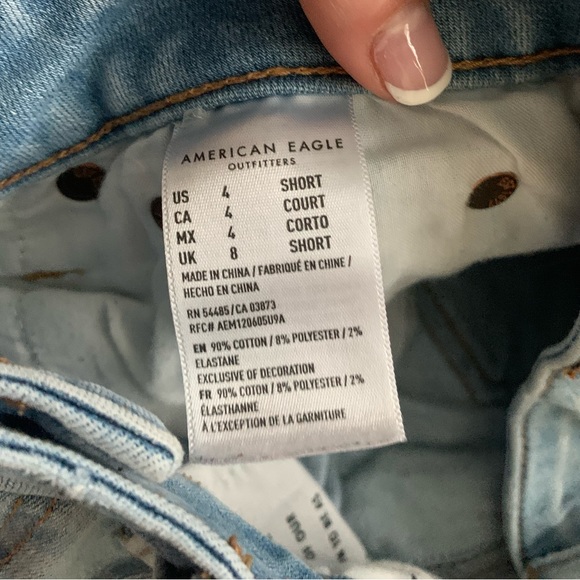 AMERICAN EAGLE
OUTFITTERS
US 4 SHORT
CA 4 COURT
MX 4 CORTO
UK 8 SHORT
MADE IN CHINA / FABRIQUÉ EN CHINE /
HECHO EN CHINA
RN 54485/CA 03873
RFC# AEM120605U9A
EN 90% COTTON / 8% POLYESTER / 2%
ELASTANE
EXCLUSIVE OF DECORATION
FR 90% COTON / 8% POLYESTER / 2%
ÉLASTHANNE
À L'EXCEPTION DE LA GARNITURE